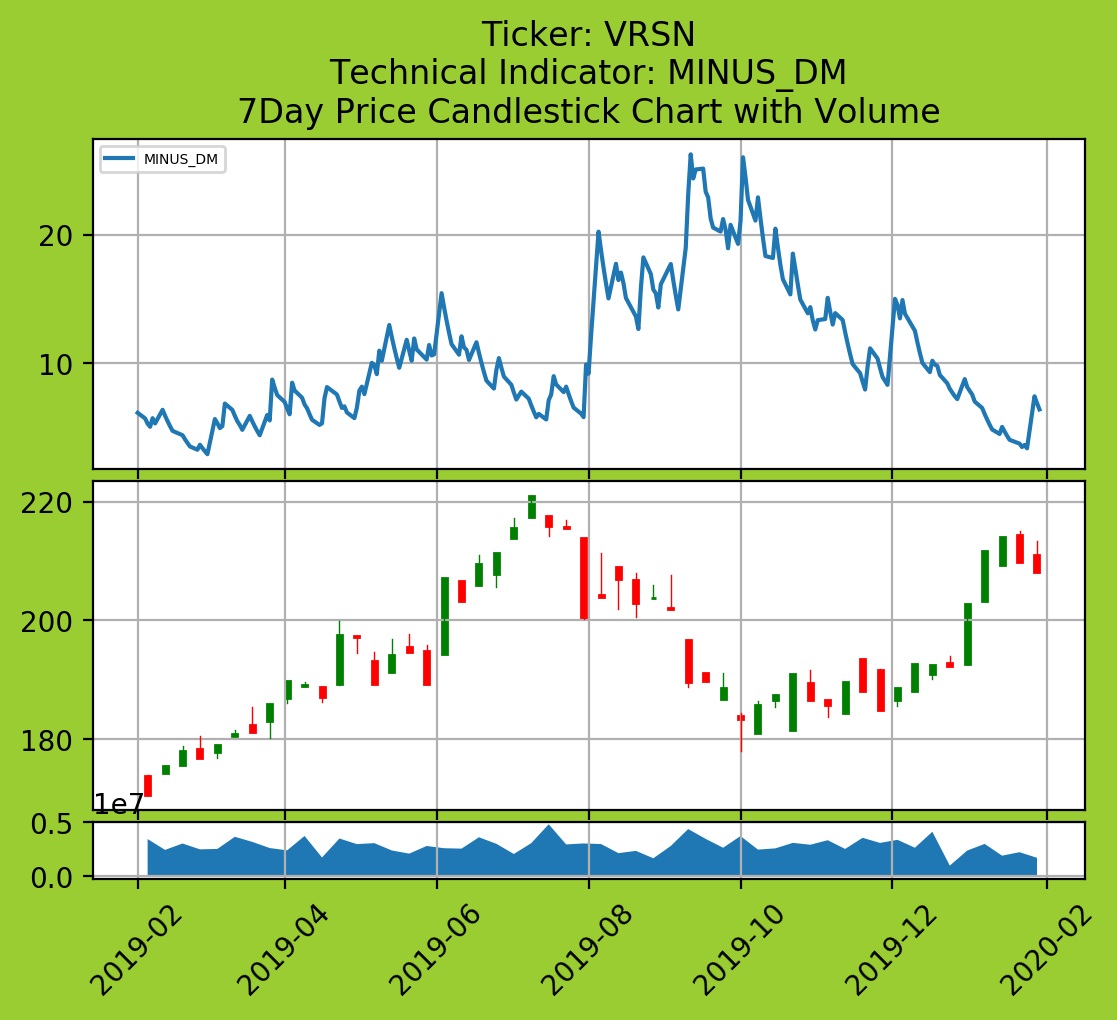 Ticker: VRSN
Technical Indicator: MINUS_DM
7Day Price Candlestick Chart with Volume
MINUS_DM
20
10
220
200
180
1e7
0.5
0.0
2019-02
2019-04
2019-06
2019-08
2019-10
2019-12
2020-02